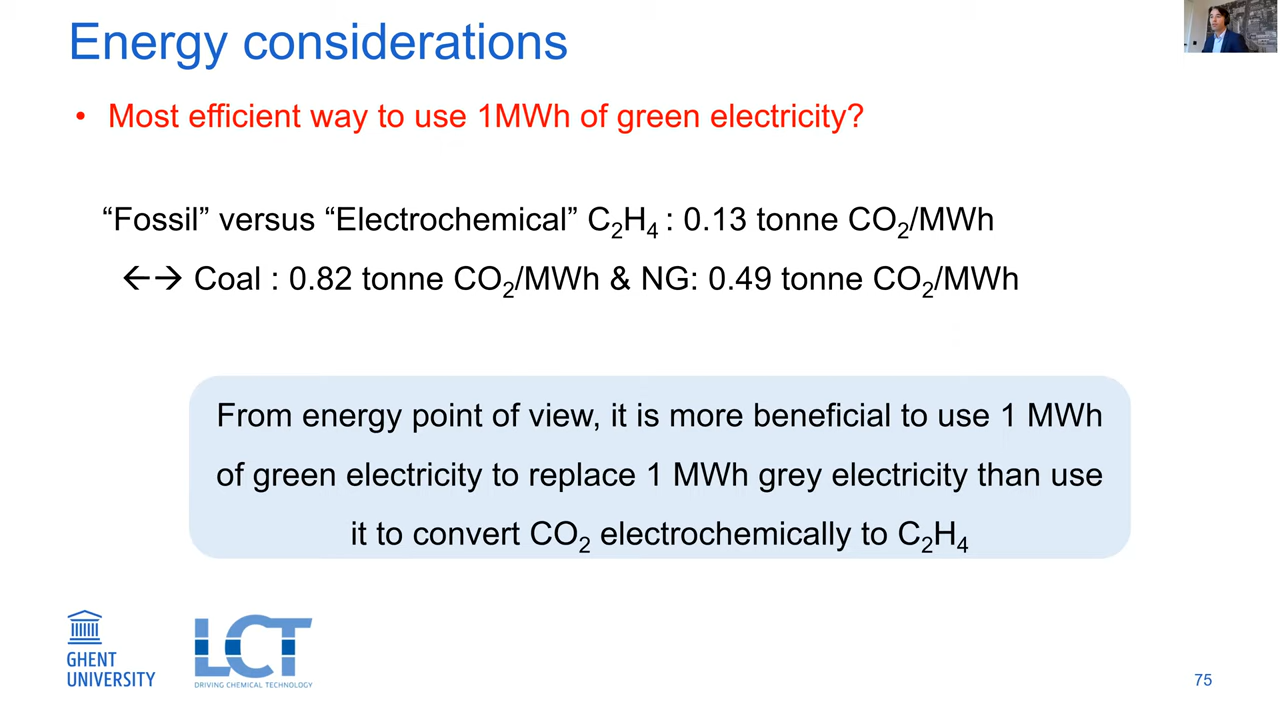 Energy considerations
• Most efficient way to use 1MWh of green electricity?
“Fossil” versus “Electrochemical” C₂H₄ : 0.13 tonne CO₂/MWh
←→ Coal : 0.82 tonne CO₂/MWh & NG: 0.49 tonne CO₂/MWh
From energy point of view, it is more beneficial to use 1 MWh
of green electricity to replace 1 MWh grey electricity than use
it to convert CO₂ electrochemically to C₂H₄
GHENT
UNIVERSITY
LCT
DRIVING CHEMICAL TECHNOLOGY
75